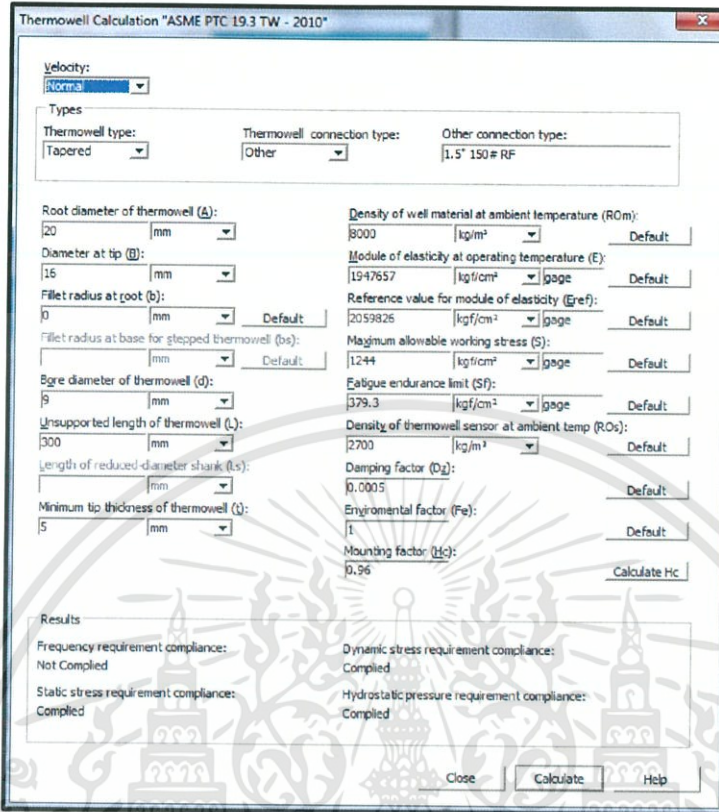 Thermowell Calculation "ASME PTC 19.3 TW - 2010"
Velocity:
Normal
Types
Thermowell type:
Thermowell connection type:
Other connection type:
Tapered
Other
1.5" 150# RF
Root diameter of thermowell (A):
20 mm
Diameter at tip (B):
16 mm
Fillet radius at root (b):
0 mm Default
Fillet radius at base for stepped thermowell (bs):
mm Default
Bore diameter of thermowell (d):
9 mm
Unsupported length of thermowell (L):
300 mm
Length of reduced-diameter shank (Ls):
mm
Minimum tip thickness of thermowell (t):
5 mm
Density of well material at ambient temperature (ROm):
8000 kg/m³ Default
Module of elasticity at operating temperature (E):
1947657 kgf/cm² gage Default
Reference value for module of elasticity (Eref):
2059826 kgf/cm² gage Default
Maximum allowable working stress (S):
1244 kgf/cm² gage Default
Fatigue endurance limit (Sf):
379.3 kgf/cm² gage Default
Density of thermowell sensor at ambient temp (ROs):
2700 kg/m³
Damping factor (Dz):
0.0005 Default
Enviromental factor (Fe):
1 Default
Mounting factor (Hc):
0.96 Calculate Hc
Results
Frequency requirement compliance:
Not Complied
Dynamic stress requirement compliance:
Complied
Static stress requirement compliance:
Complied
Hydrostatic pressure requirement compliance:
Complied
Close Calculate Help